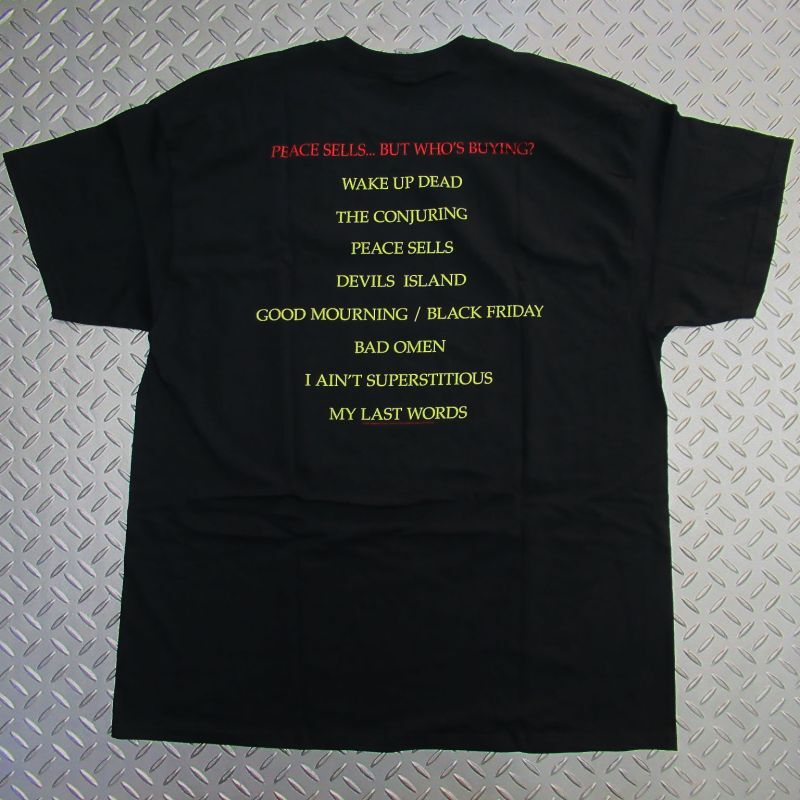 PEACE SELLS... BUT WHO'S BUYING?
WAKE UP DEAD
THE CONJURING
PEACE SELLS
DEVILS ISLAND
GOOD MOURNING / BLACK FRIDAY
BAD OMEN
I AIN'T SUPERSTITIOUS
MY LAST WORDS